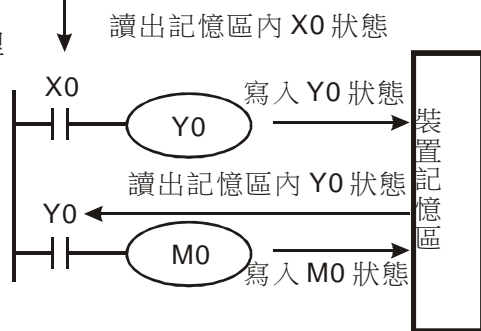 讀出記憶區內 X0 狀態
理
X0
寫入 Y0 狀態
Y0
裝置記憶區
讀出記憶區內 Y0 狀態
Y0
M0
寫入 M0 狀態